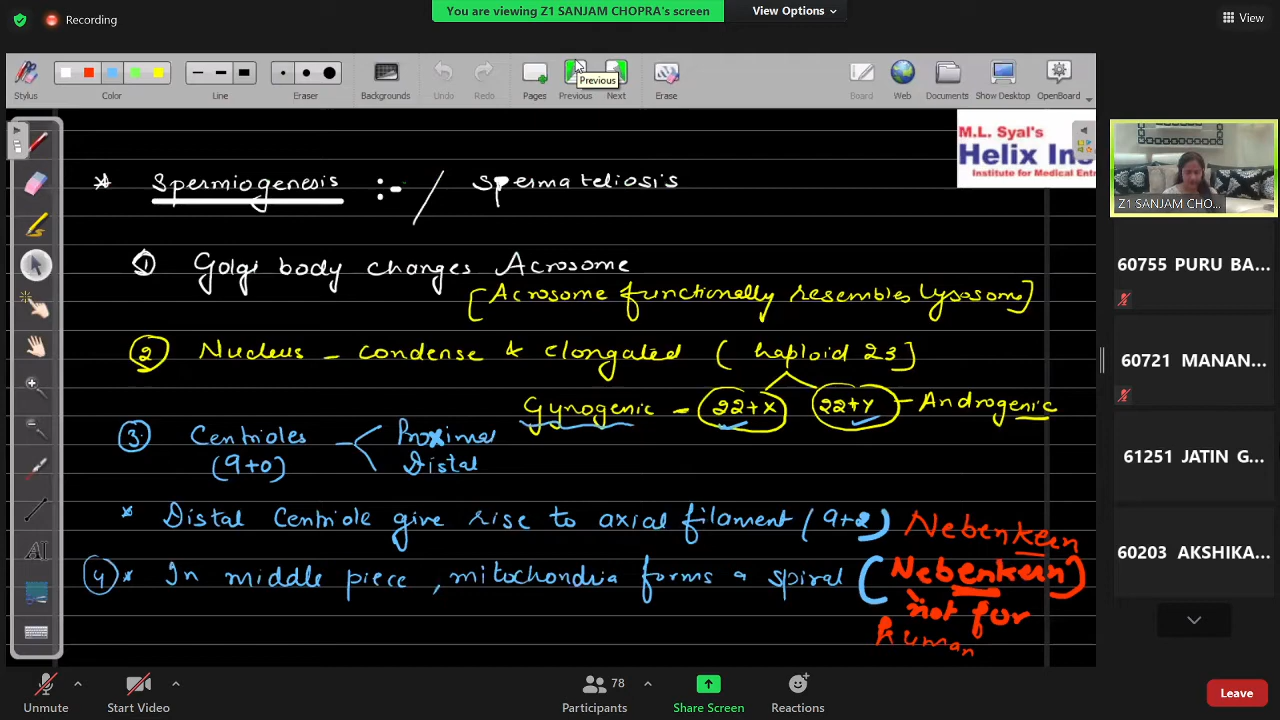 Recording
You are viewing Z1 SANJAM CHOPRA's screen
View Options
View
Stylus
Color
Line
Eraser
Backgrounds
Undo
Redo
Pages
Previous
Next
Erase
Board
Web
Documents
Show Desktop
OpenBoard
Previous
M.L. Syal's
Helix Ins
Institute for Medical Entr
* Spermiogenesis :- / Spermateliosis
① Golgi body changes Acrosome
[Acrosome functionally resembles lysosome]
② Nucleus - condense & elongated (haploid 23]
Gynogenic - 22+X 22+Y - Androgenic
③ Centrioles - Proximal
(9+0) Distal
* Distal Centriole give rise to axial filament (9+2) Nebenkern
④ * In middle piece, mitochondria forms a spiral (Nebenkern)
not for
human
Z1 SANJAM CHO...
60755 PURU BA...
60721 MANAN...
61251 JATIN G...
60203 AKSHIKA...
Unmute
Start Video
78
Participants
Share Screen
Reactions
Leave